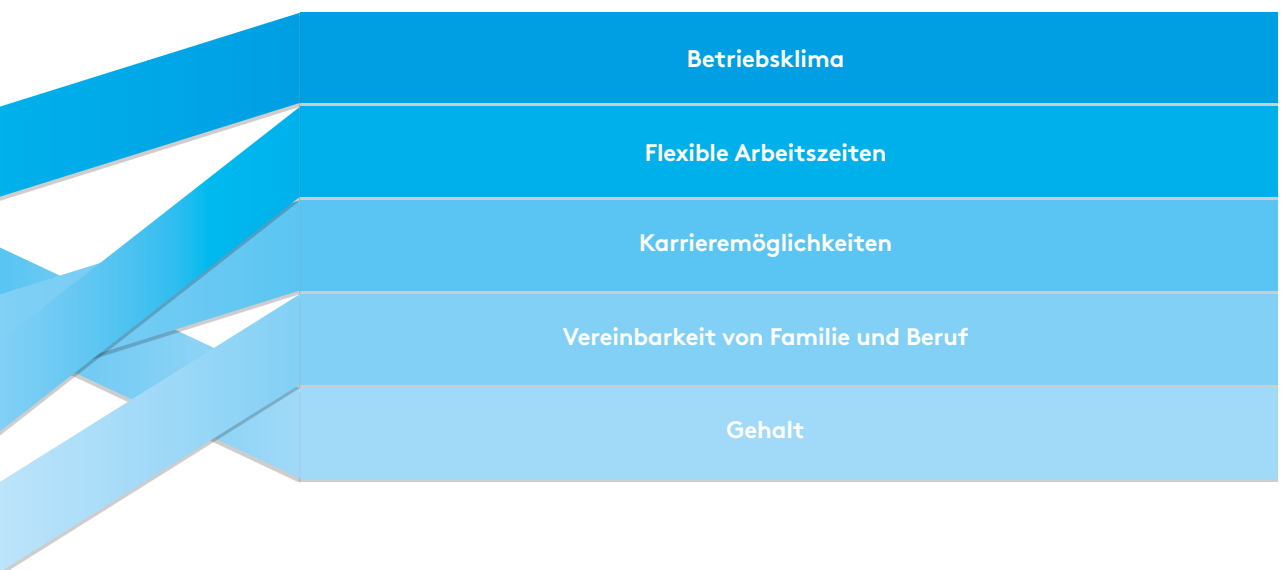 Betriebsklima
Flexible Arbeitszeiten
Karrieremöglichkeiten
Vereinbarkeit von Familie und Beruf
Gehalt